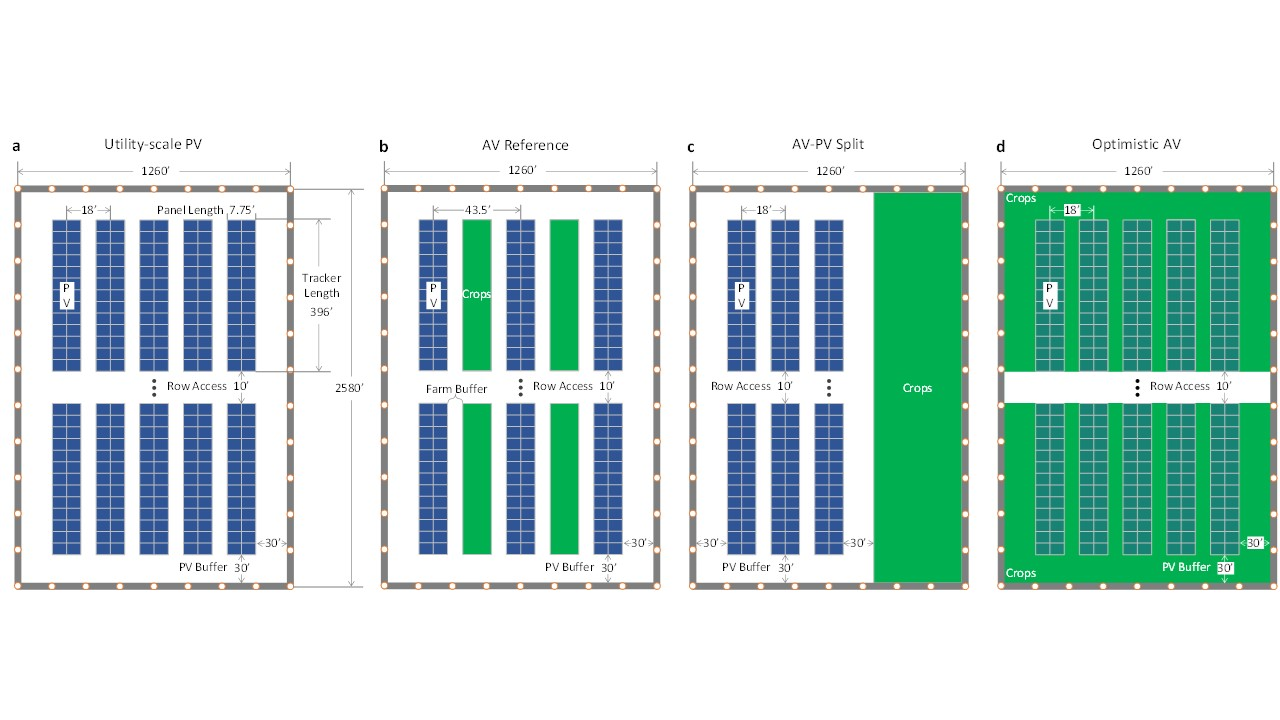 a Utility-scale PV
1260’
18’ Panel Length 7.75’
P
V
Tracker
Length
396’
Row Access 10’
2580’
30’
PV Buffer 30’
b AV Reference
1260’
43.5’
P
V
Crops
Farm Buffer Row Access 10’
30’
PV Buffer 30’
c AV-PV Split
1260’
18’
P
V
Row Access 10’
Crops
30’ 30’
PV Buffer 30’
d Optimistic AV
1260’
Crops
18’
P
V
Row Access 10’
30’
PV Buffer 30’
Crops